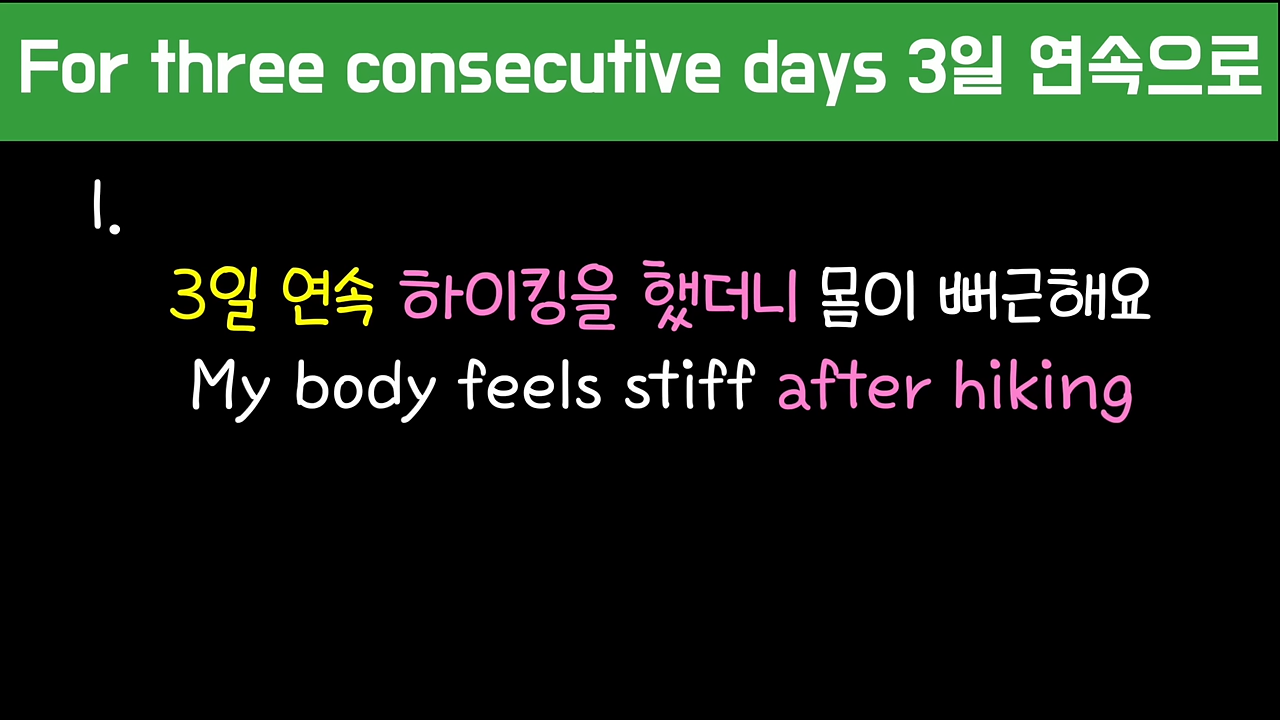 For three consecutive days 3일 연속으로
1.
3일 연속 하이킹을 했더니 몸이 뻐근해요
My body feels stiff after hiking